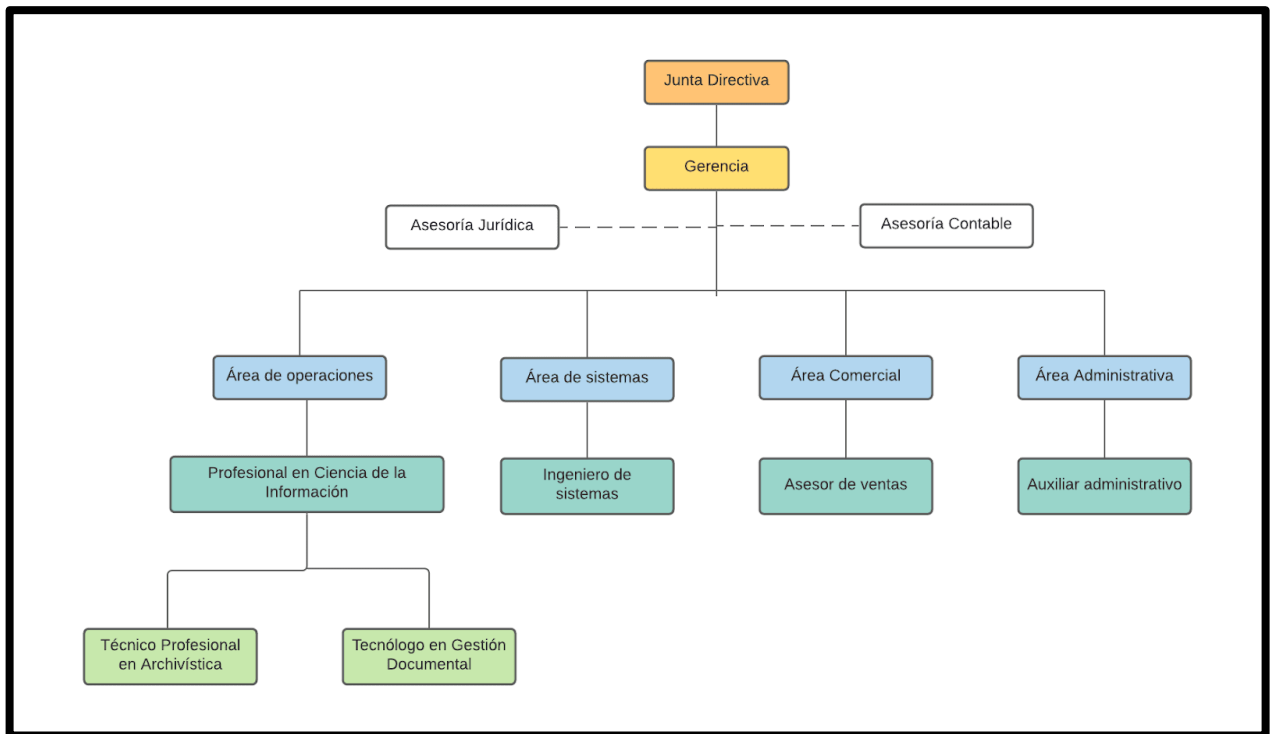 Junta Directiva
Gerencia
Asesoría Jurídica
Asesoría Contable
Área de operaciones
Área de sistemas
Área Comercial
Área Administrativa
Profesional en Ciencia de la
Información
Ingeniero de
sistemas
Asesor de ventas
Auxiliar administrativo
Técnico Profesional
en Archivística
Tecnólogo en Gestión
Documental